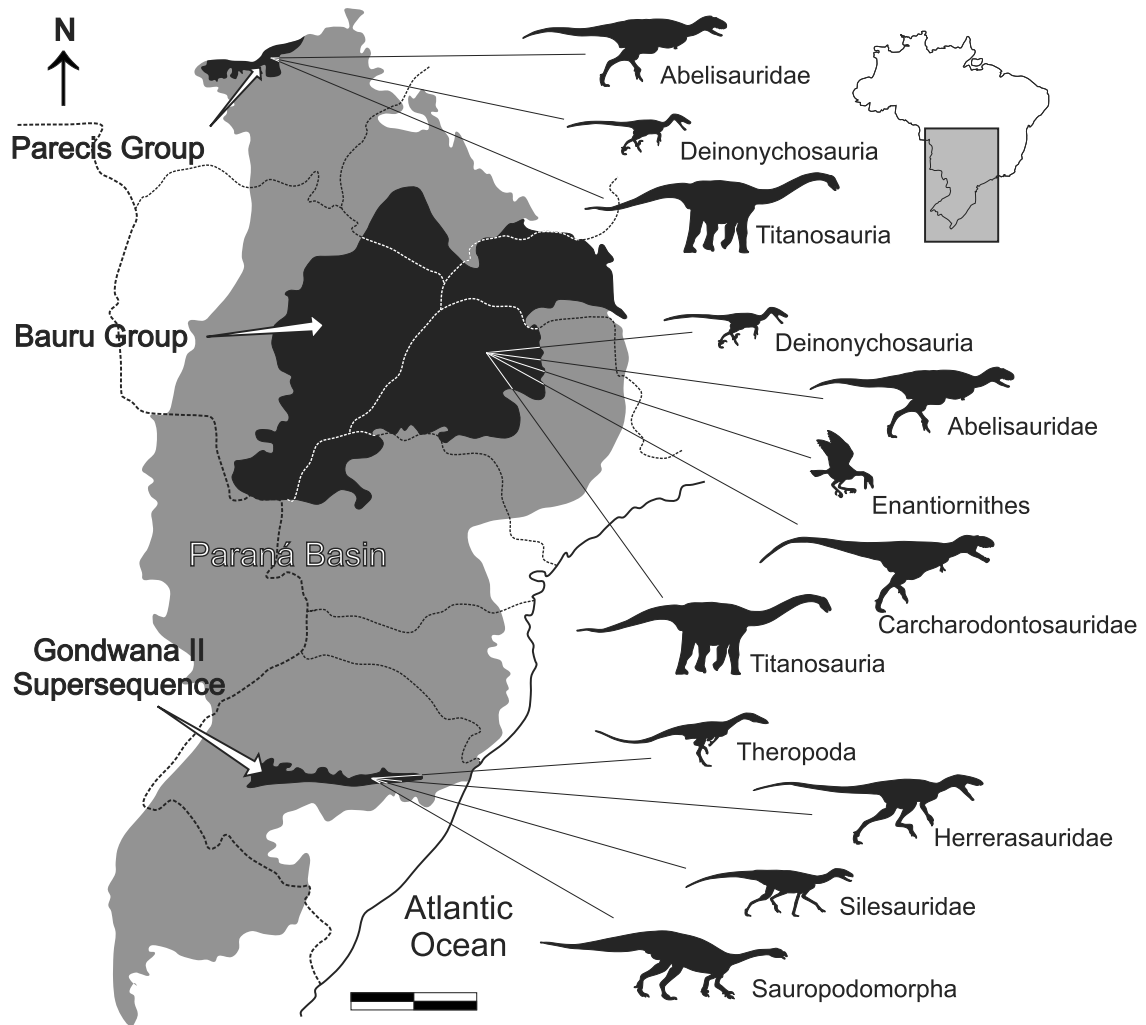 N
Abelisauridae
Parecis Group
Deinonychosauria
Titanosauria
Bauru Group
Deinonychosauria
Abelisauridae
Enantiornithes
Paraná Basin
Carcharodontosauridae
Gondwana II
Supersequence
Titanosauria
Theropoda
Herrerasauridae
Silesauridae
Atlantic
Ocean
Sauropodomorpha